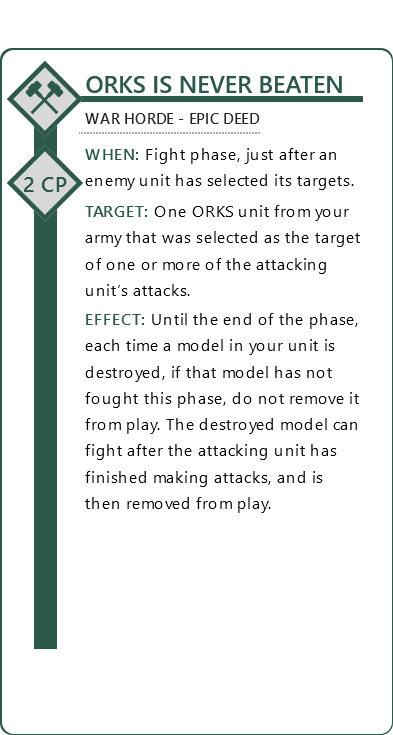 ORKS IS NEVER BEATEN
WAR HORDE - EPIC DEED
2 CP
WHEN: Fight phase, just after an
enemy unit has selected its targets.
TARGET: One ORKS unit from your
army that was selected as the target
of one or more of the attacking
unit's attacks.
EFFECT: Until the end of the phase,
each time a model in your unit is
destroyed, if that model has not
fought this phase, do not remove it
from play. The destroyed model can
fight after the attacking unit has
finished making attacks, and is
then removed from play.